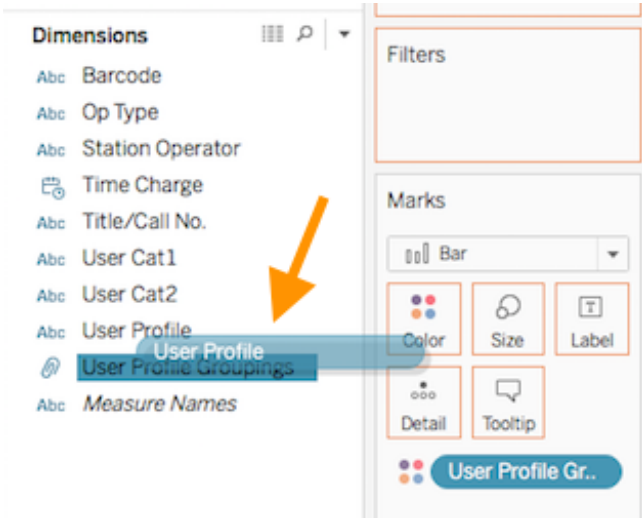 Dimensions
Abc Barcode
Abc Op Type
Abc Station Operator
Time Charge
Abc Title/Call No.
Abc User Cat1
Abc User Cat2
Abc User Profile
User Profile
User Profile Groupings
Abc Measure Names
Filters
Marks
Bar
Color Size Label
Detail Tooltip
User Profile Gr..